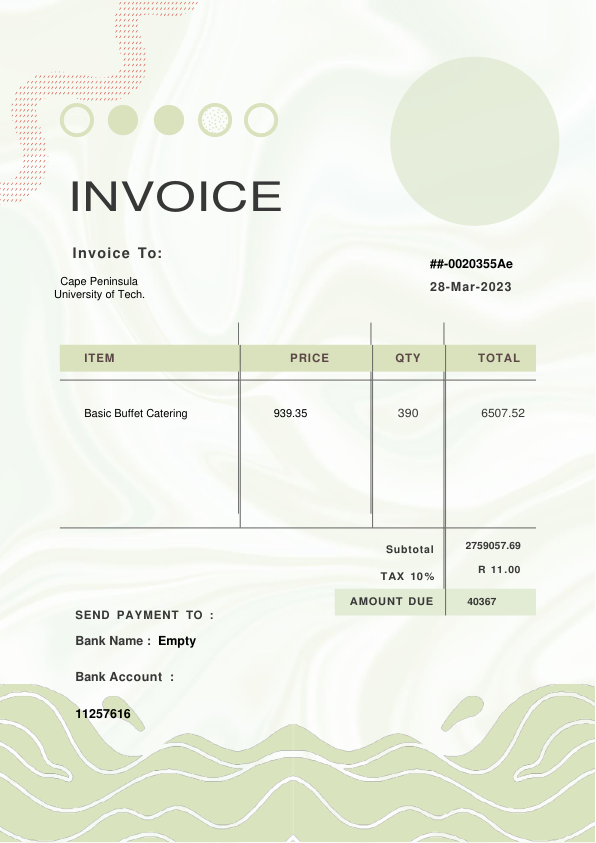 INVOICE
Invoice To:
Cape Peninsula
University of Tech.
##-0020355Ae
28-Mar-2023
ITEM PRICE QTY TOTAL
Basic Buffet Catering 939.35 390 6507.52
Subtotal 2759057.69
TAX 10% R 11.00
AMOUNT DUE 40367
SEND PAYMENT TO :
Bank Name : Empty
Bank Account :
11257616